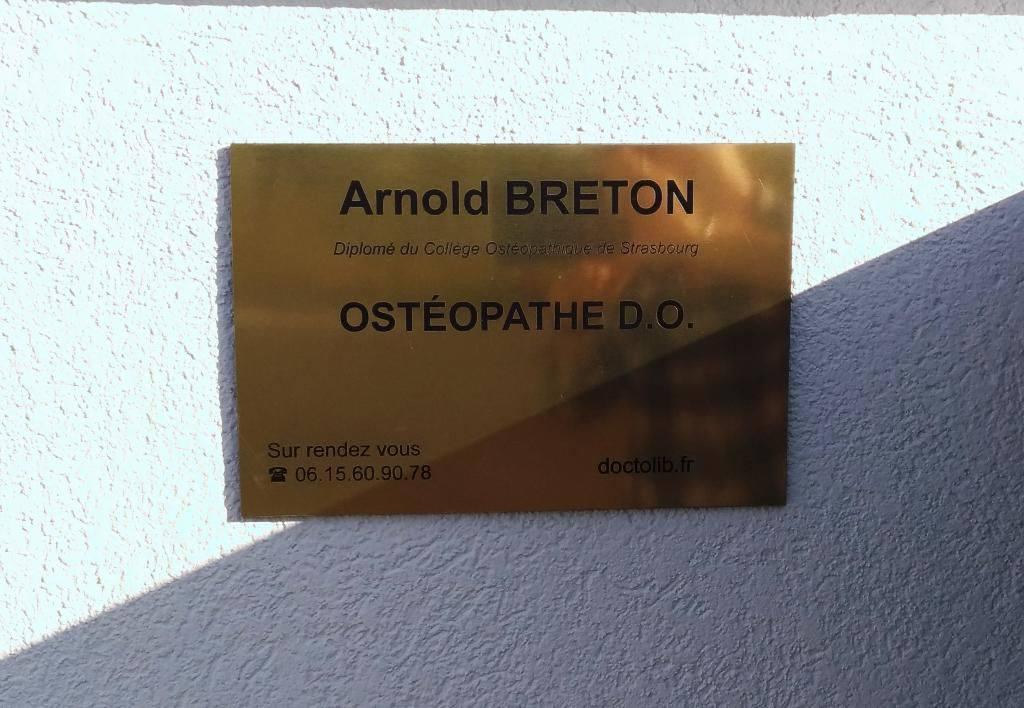 Arnold BRETON
Diplomé du Collège Ostéopathique de Strasbourg
OSTÉOPATHE D.O.
Sur rendez vous
☎ 06.15.60.90.78
doctolib.fr